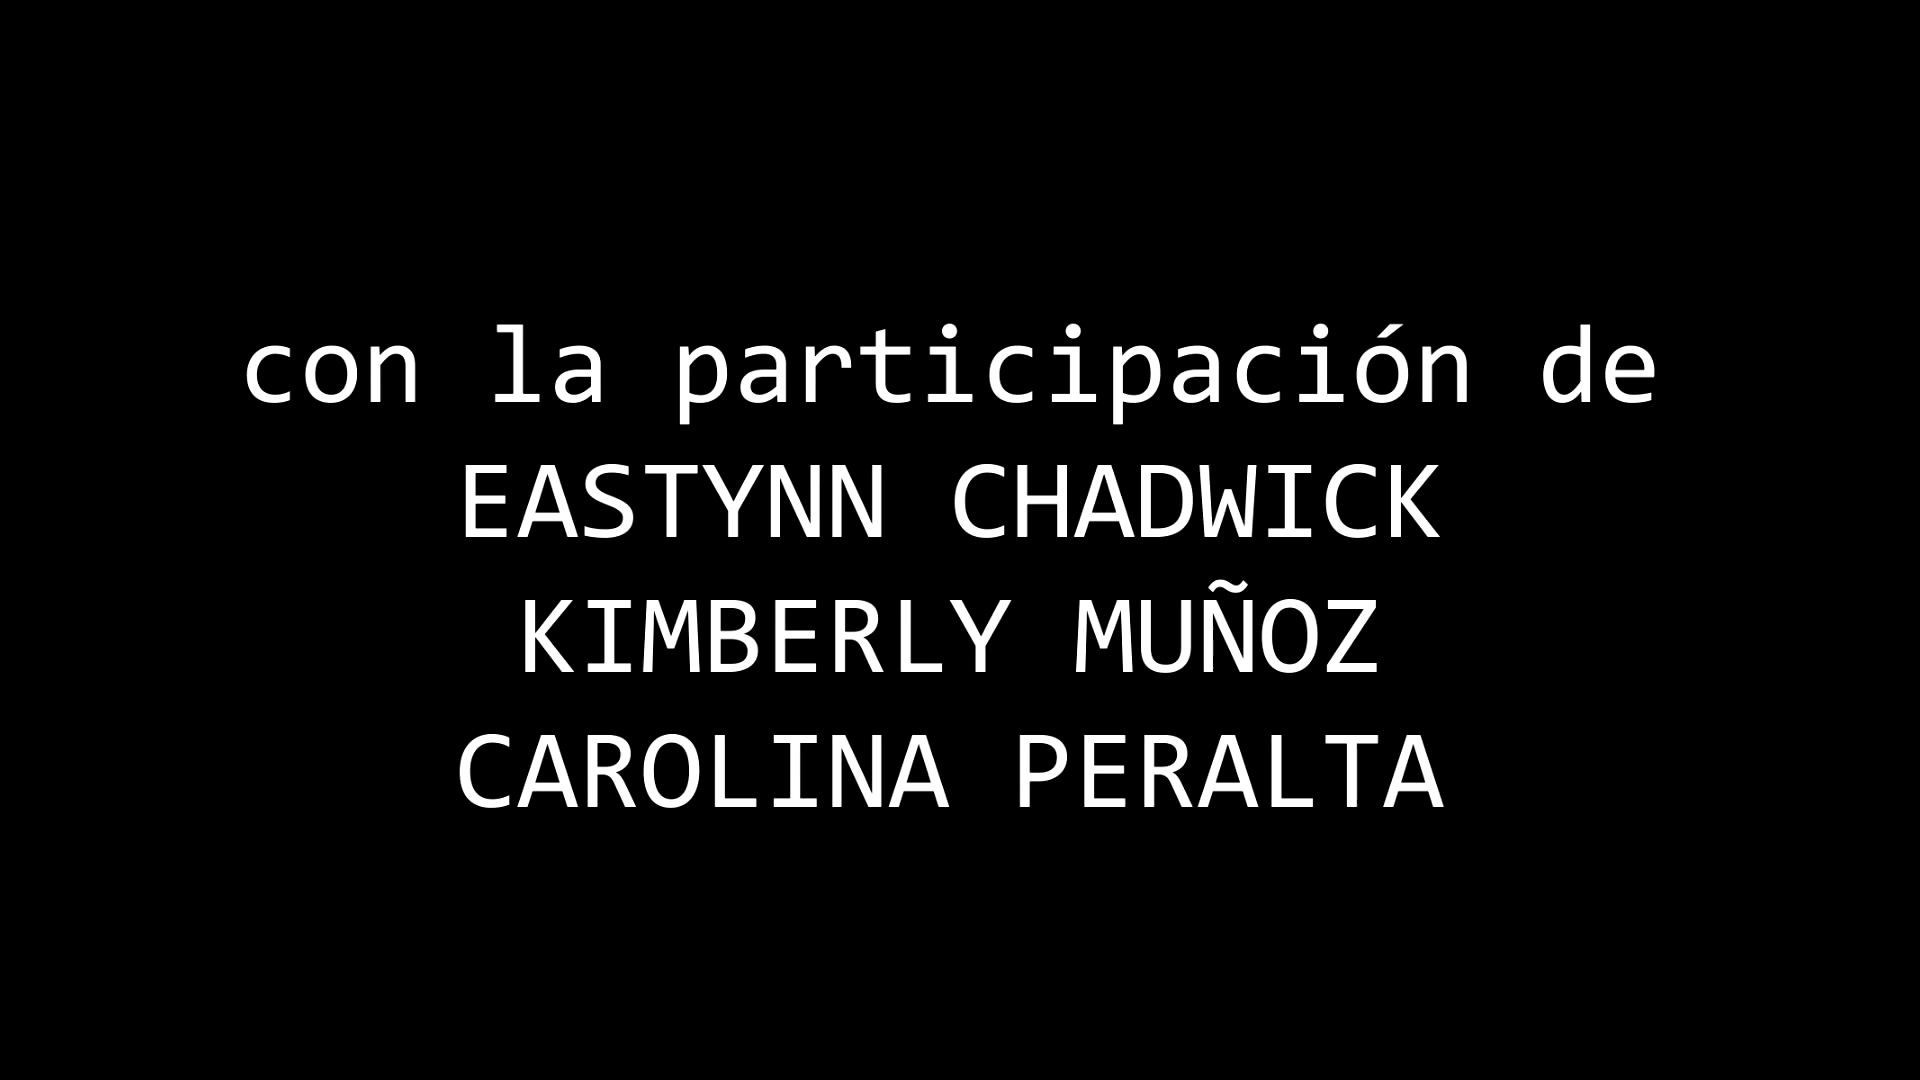 con la participación de
EASTYNN CHADWICK
KIMBERLY MUÑOZ
CAROLINA PERALTA